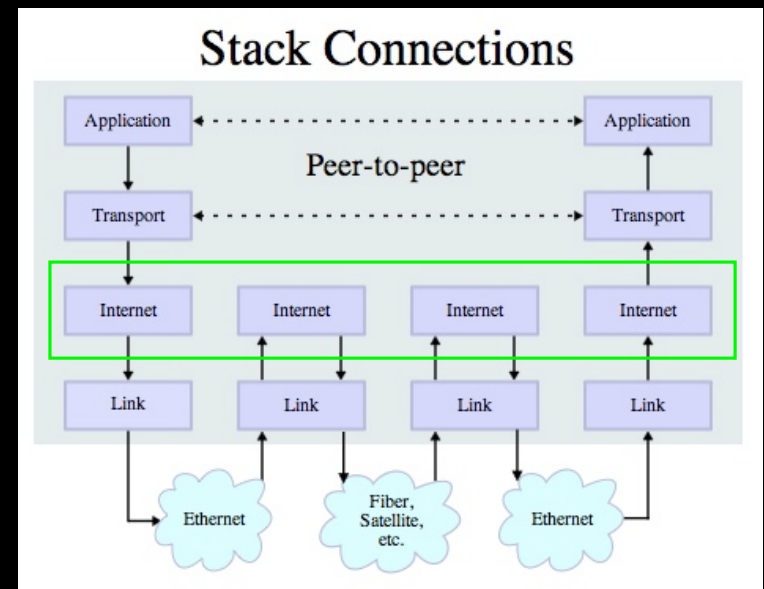 Stack Connections
Application
Application
Peer-to-peer
Transport
Transport
Internet
Internet
Internet
Internet
Link
Link
Link
Link
Ethernet
Fiber,
Satellite,
etc.
Ethernet